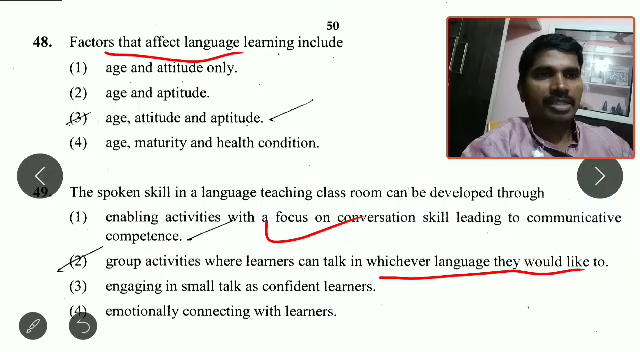 50
48. Factors that affect language learning include
(1) age and attitude only.
(2) age and aptitude.
(3) age, attitude and aptitude.
(4) age, maturity and health condition.
49. The spoken skill in a language teaching class room can be developed through
(1) enabling activities with a focus on conversation skill leading to communicative
competence.
(2) group activities where learners can talk in whichever language they would like to.
(3) engaging in small talk as confident learners.
(4) emotionally connecting with learners.